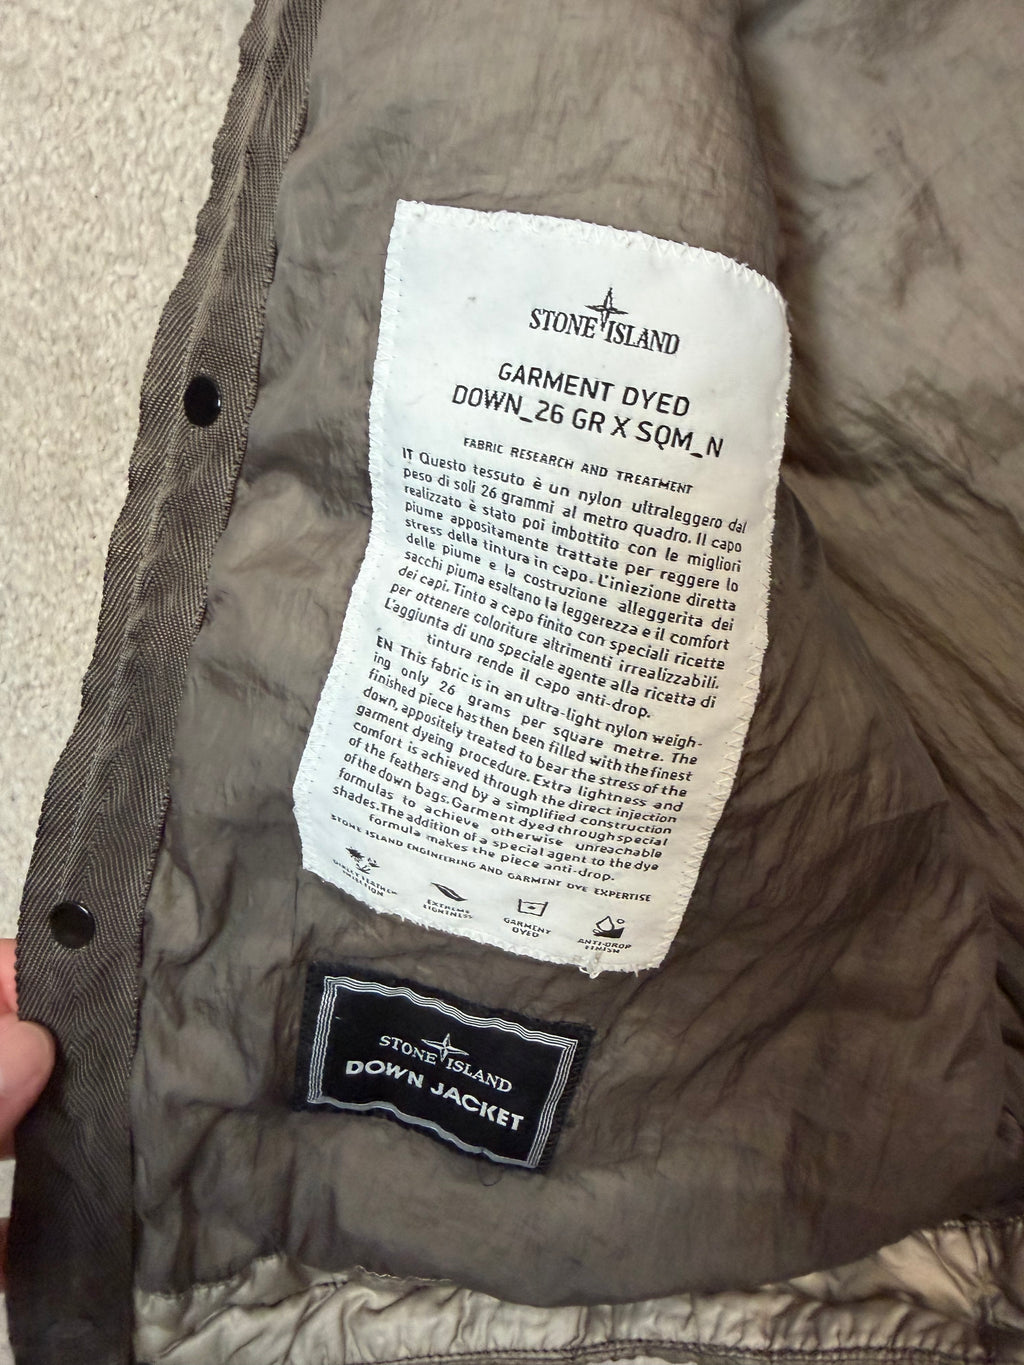 STONE ISLAND
GARMENT DYED
DOWN_26 GR X SQM_N
FABRIC RESEARCH AND TREATMENT
IT Questo tessuto è un nylon ultraleggero dal
peso di soli 26 grammi al metro quadro. Il capo
realizzato è stato poi imbottito con le migliori
piume appositamente trattate per reggere lo
stress della tintura in capo. L'iniezione diretta
delle piume e la costruzione alleggerita dei
sacchi piuma esaltano la leggerezza e il comfort
dei capi. Tinto a capo finito con speciali ricette
per ottenere coloriture altrimenti irrealizzabili.
L'aggiunta di uno speciale agente alla ricetta di
tintura rende il capo anti-drop.
EN This fabric is in an ultra-light nylon weigh-
ing only 26 grams per square metre. The
finished piece has then been filled with the finest
down, appositely treated to bear the stress of the
garment dyeing procedure. Extra lightness and
comfort is achieved through the direct injection
of the feathers and by a simplified construction
of the down bags. Garment dyed through special
formulas to achieve otherwise unreachable
shades. The addition of a special agent to the dye
formula makes the piece anti-drop.
STONE ISLAND ENGINEERING AND GARMENT DYE EXPERTISE
DIRECT FEATHER
INJECTION
EXTREME
LIGHTNESS
GARMENT
DYED
ANTI-DROP
FINISH
STONE ISLAND
DOWN JACKET